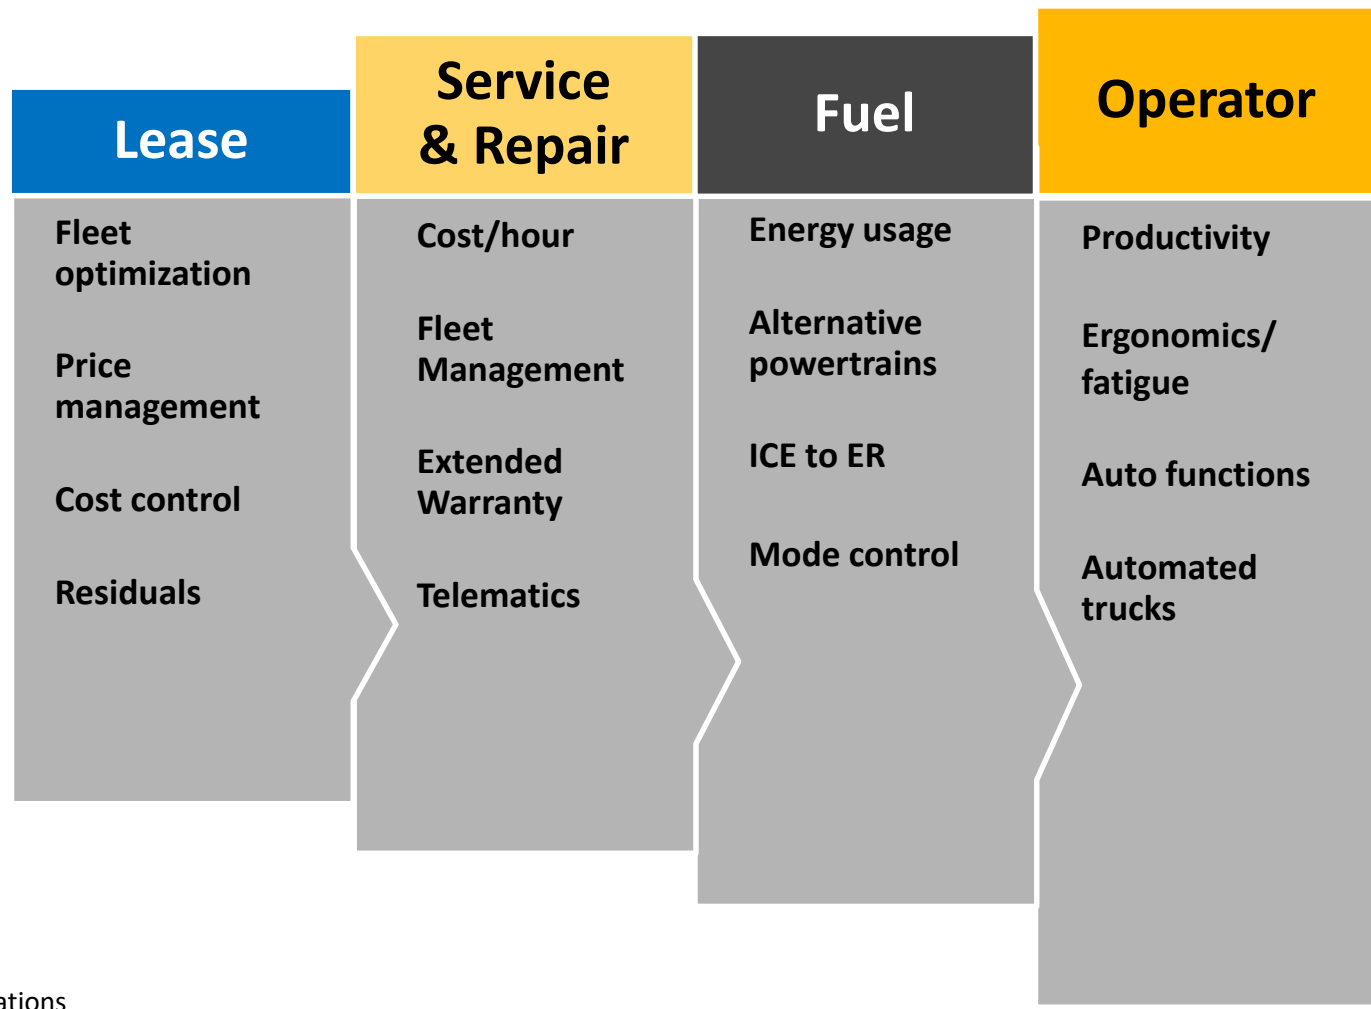 Lease
Fleet
optimization
Price
management
Cost control
Residuals
Service
& Repair
Cost/hour
Fleet
Management
Extended
Warranty
Telematics
Fuel
Energy usage
Alternative
powertrains
ICE to ER
Mode control
Operator
Productivity
Ergonomics/
fatigue
Auto functions
Automated
trucks